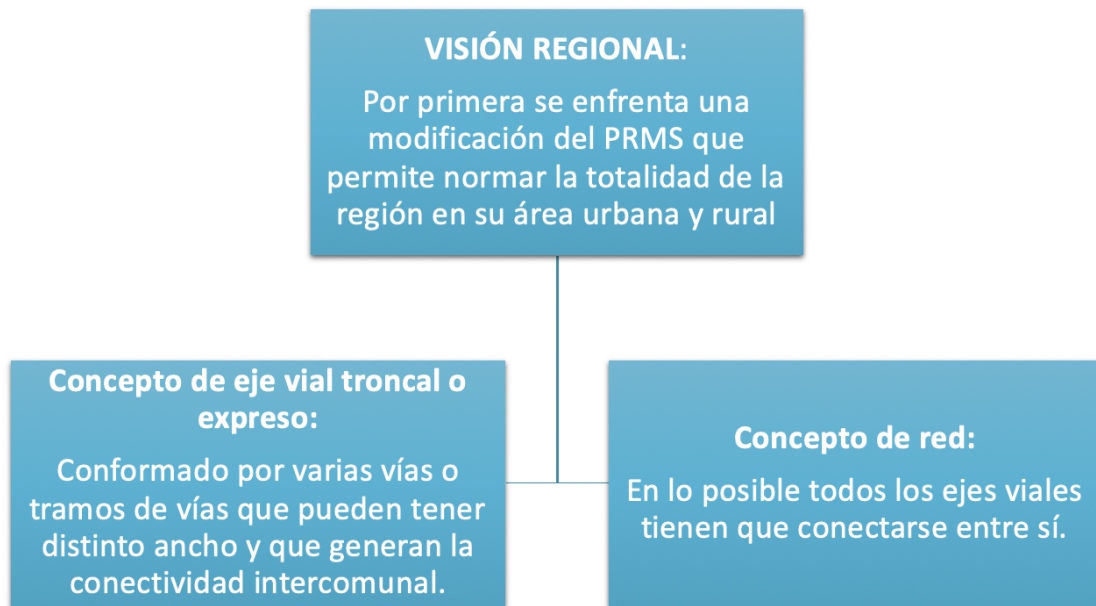 VISIÓN REGIONAL:
Por primera se enfrenta una
modificación del PRMS que
permite normar la totalidad de la
región en su área urbana y rural
Concepto de eje vial troncal o
expreso:
Conformado por varias vías o
tramos de vías que pueden tener
distinto ancho y que generan la
conectividad intercomunal.
Concepto de red:
En lo posible todos los ejes viales
tienen que conectarse entre sí.